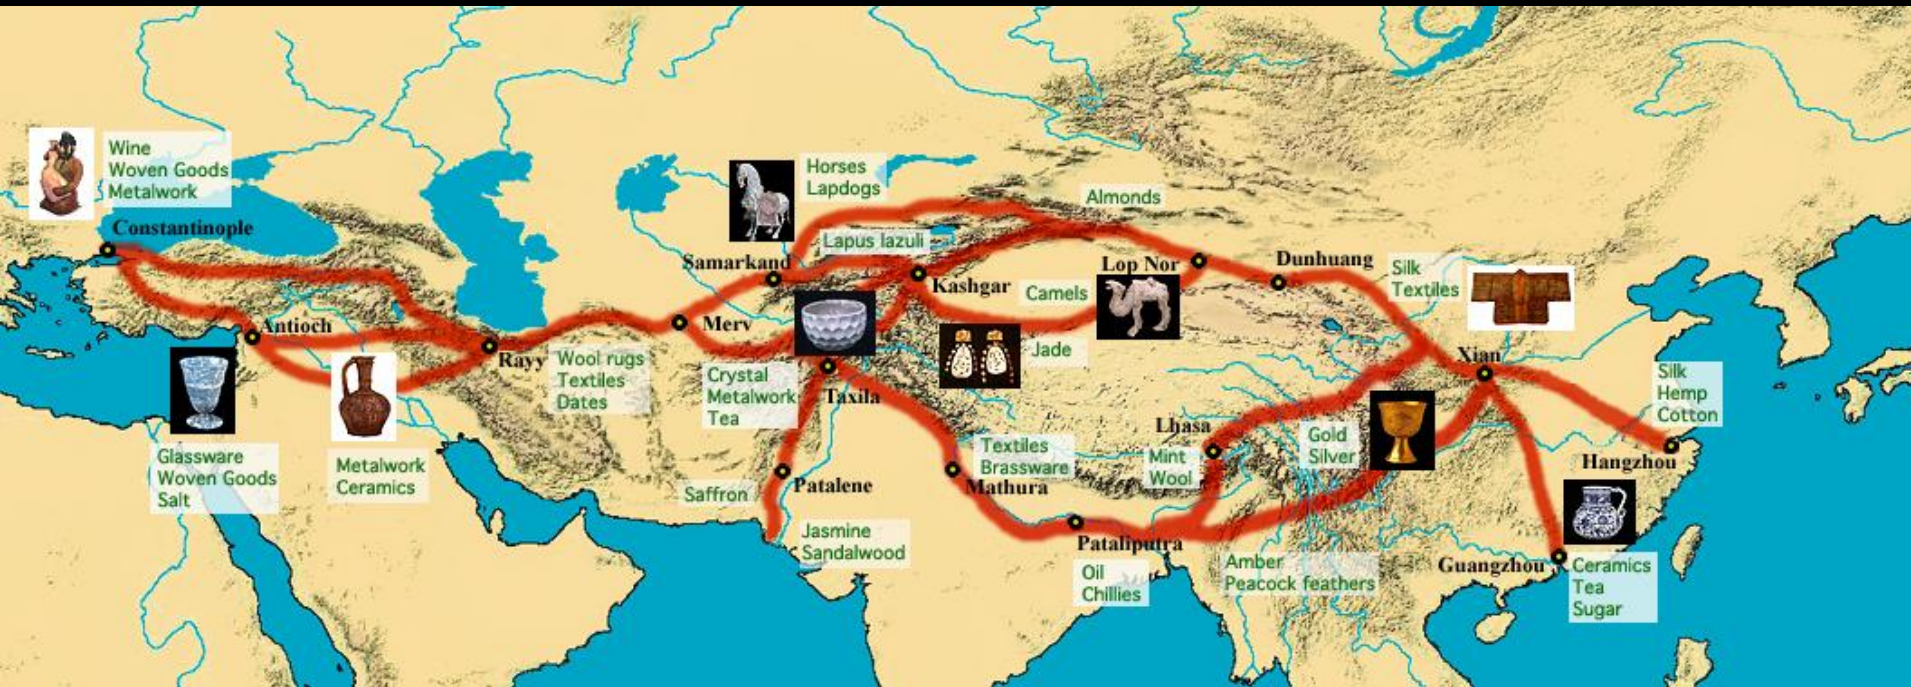 Wine
Woven Goods
Metalwork
Constantinople
Antioch
Glassware
Woven Goods
Salt
Metalwork
Ceramics
Rayy
Wool rugs
Textiles
Dates
Merv
Samarkand
Horses
Lapdogs
Lapus lazuli
Crystal
Metalwork
Tea
Taxila
Saffron
Patalene
Jasmine
Sandalwood
Kashgar
Almonds
Camels
Jade
Lop Nor
Dunhuang
Silk
Textiles
Textiles
Brassware
Mathura
Pataliputra
Oil
Chillies
Lhasa
Mint
Wool
Gold
Silver
Amber
Peacock feathers
Xian
Silk
Hemp
Cotton
Hangzhou
Guangzhou
Ceramics
Tea
Sugar